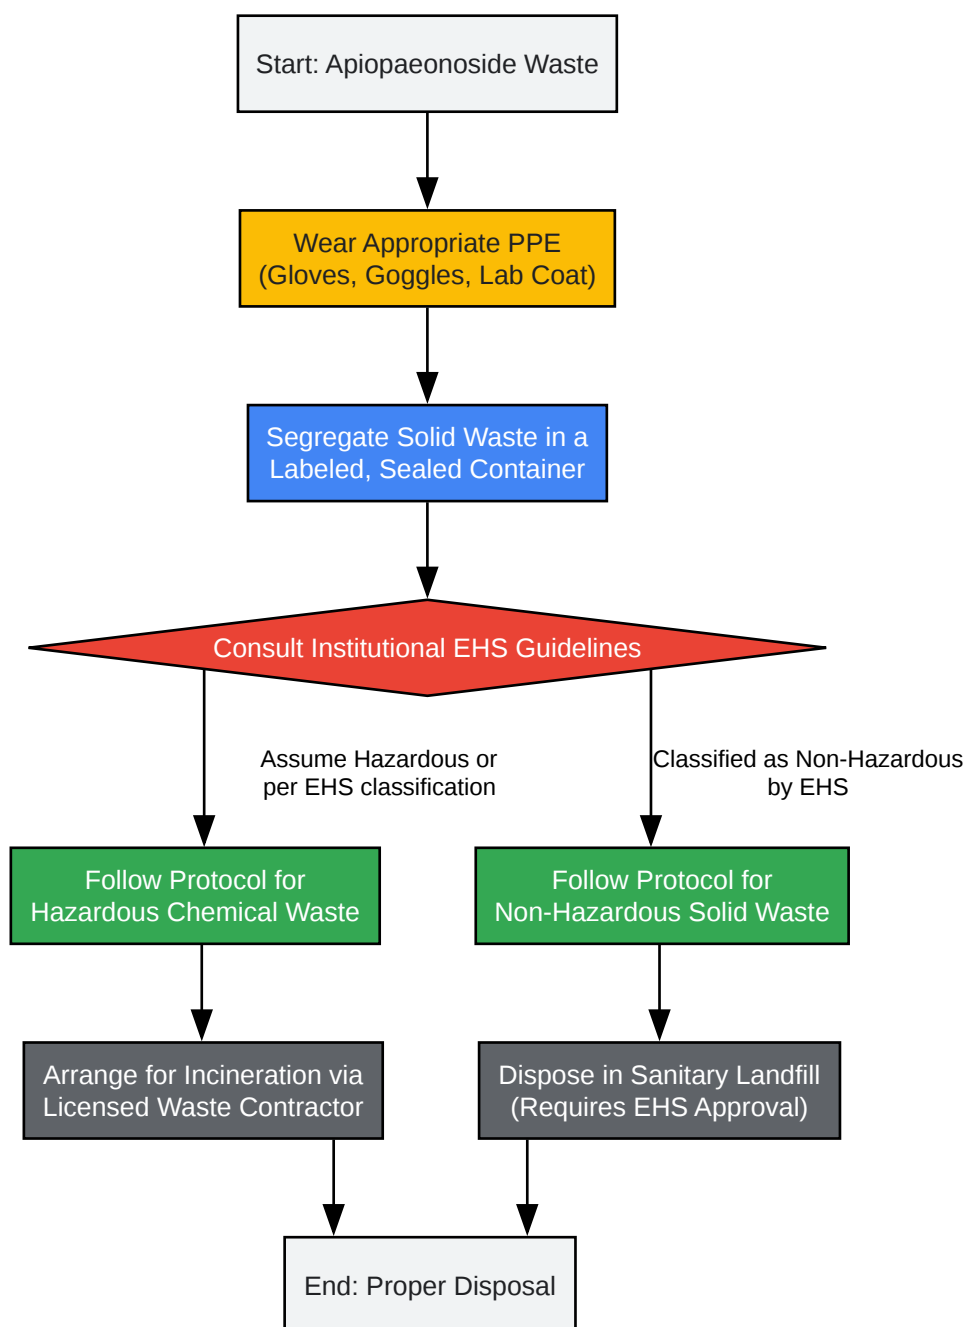 Start: Apiopaeonoside Waste
Wear Appropriate PPE
(Gloves, Goggles, Lab Coat)
Segregate Solid Waste in a
Labeled, Sealed Container
Consult Institutional EHS Guidelines
Assume Hazardous or
per EHS classification
Classified as Non-Hazardous
by EHS
Follow Protocol for
Hazardous Chemical Waste
Follow Protocol for
Non-Hazardous Solid Waste
Arrange for Incineration via
Licensed Waste Contractor
Dispose in Sanitary Landfill
(Requires EHS Approval)
End: Proper Disposal